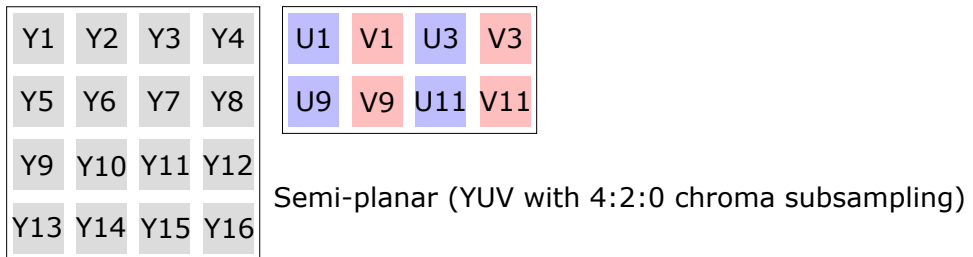 Y1 Y2 Y3 Y4 U1 V1 U3 V3
Y5 Y6 Y7 Y8 U9 V9 U11 V11
Y9 Y10 Y11 Y12
Semi-planar (YUV with 4:2:0 chroma subsampling)
Y13 Y14 Y15 Y16